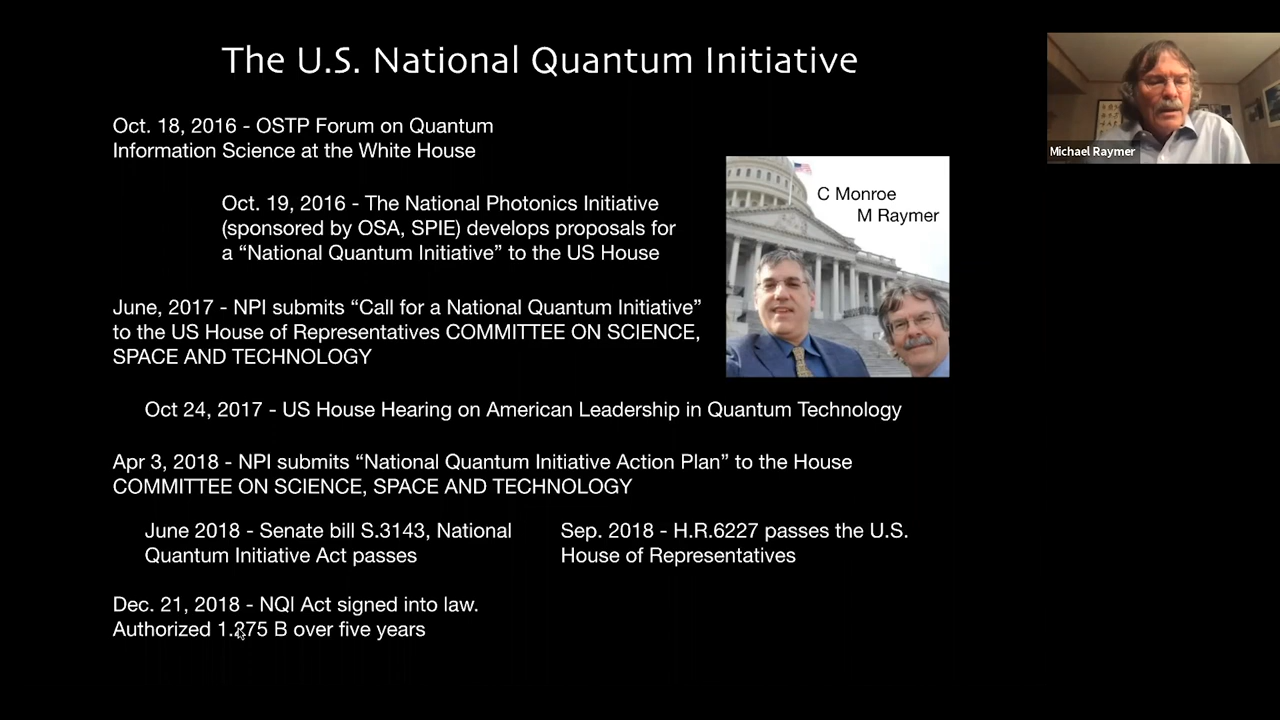 The U.S. National Quantum Initiative
Michael Raymer
Oct. 18, 2016 - OSTP Forum on Quantum
Information Science at the White House
C Monroe
M Raymer
Oct. 19, 2016 - The National Photonics Initiative
(sponsored by OSA, SPIE) develops proposals for
a “National Quantum Initiative” to the US House
June, 2017 - NPI submits “Call for a National Quantum Initiative”
to the US House of Representatives COMMITTEE ON SCIENCE,
SPACE AND TECHNOLOGY
Oct 24, 2017 - US House Hearing on American Leadership in Quantum Technology
Apr 3, 2018 - NPI submits “National Quantum Initiative Action Plan” to the House
COMMITTEE ON SCIENCE, SPACE AND TECHNOLOGY
June 2018 - Senate bill S.3143, National
Quantum Initiative Act passes
Sep. 2018 - H.R.6227 passes the U.S.
House of Representatives
Dec. 21, 2018 - NQI Act signed into law.
Authorized 1.275 B over five years